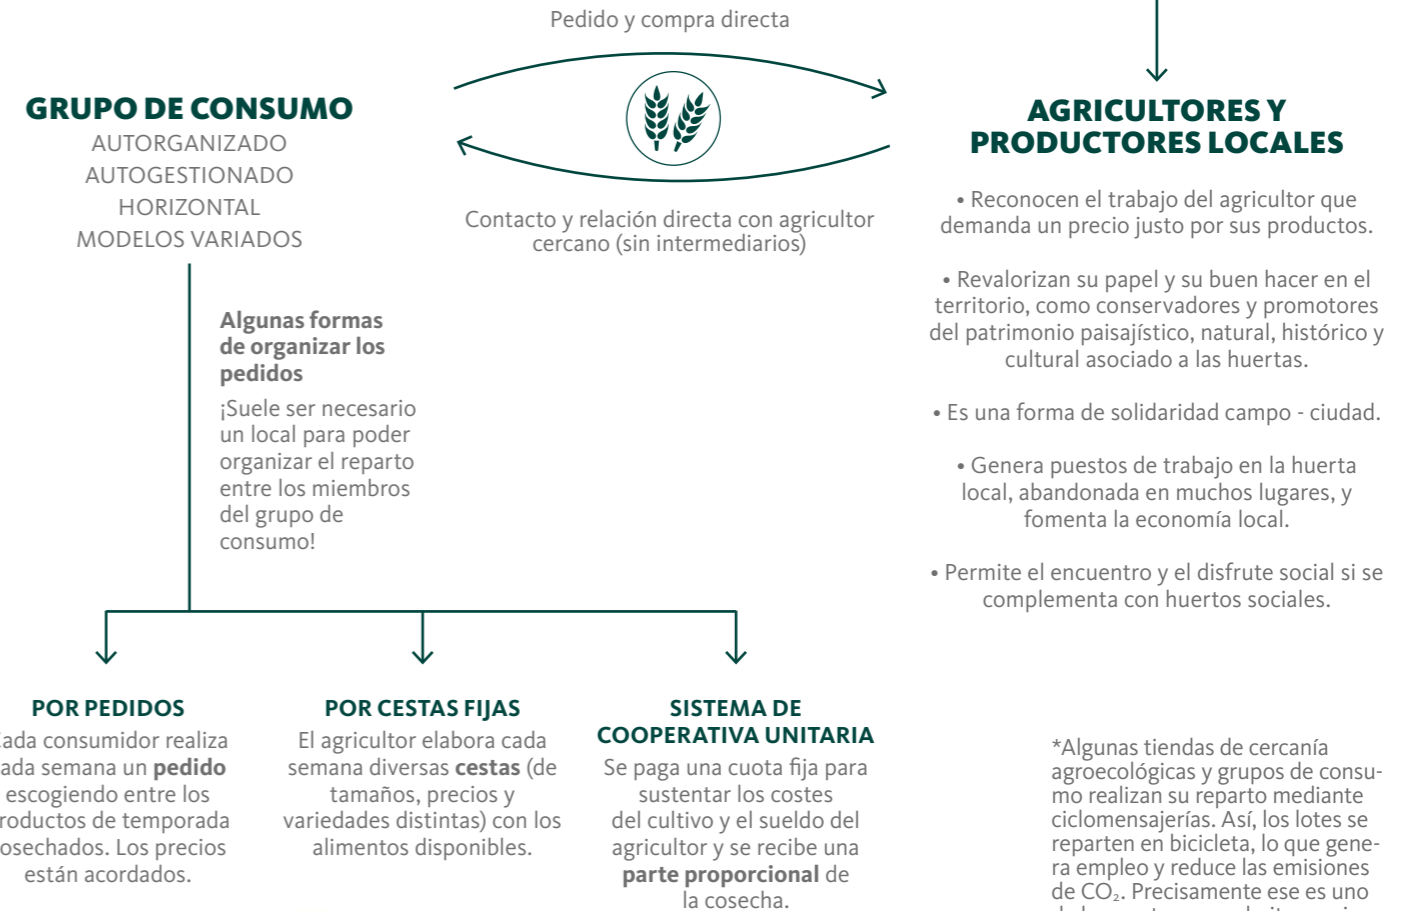 Pedido y compra directa
GRUPO DE CONSUMO
AUTORGANIZADO
AUTOGESTIONADO
HORIZONTAL
MODELOS VARIADOS
Contacto y relación directa con agricultor
cercano (sin intermediarios)
AGRICULTORES Y
PRODUCTORES LOCALES
• Reconocen el trabajo del agricultor que
demanda un precio justo por sus productos.
• Revalorizan su papel y su buen hacer en el
territorio, como conservadores y promotores
del patrimonio paisajístico, natural, histórico y
cultural asociado a las huertas.
• Es una forma de solidaridad campo - ciudad.
• Genera puestos de trabajo en la huerta
local, abandonada en muchos lugares, y
fomenta la economía local.
• Permite el encuentro y el disfrute social si se
complementa con huertos sociales.
Algunas formas
de organizar los
pedidos
¡Suele ser necesario
un local para poder
organizar el reparto
entre los miembros
del grupo de
consumo!
POR PEDIDOS
Cada consumidor realiza
cada semana un pedido
escogiendo entre los
productos de temporada
cosechados. Los precios
están acordados.
POR CESTAS FIJAS
El agricultor elabora cada
semana diversas cestas (de
tamaños, precios y
variedades distintas) con los
alimentos disponibles.
SISTEMA DE
COOPERATIVA UNITARIA
Se paga una cuota fija para
sustentar los costes
del cultivo y el sueldo del
agricultor y se recibe una
parte proporcional de
la cosecha.
*Algunas tiendas de cercanía
agroecológicas y grupos de consu-
mo realizan su reparto mediante
ciclomensajerías. Así, los lotes se
reparten en bicicleta, lo que gene-
ra empleo y reduce las emisiones
de CO₂. Precisamente ese es uno